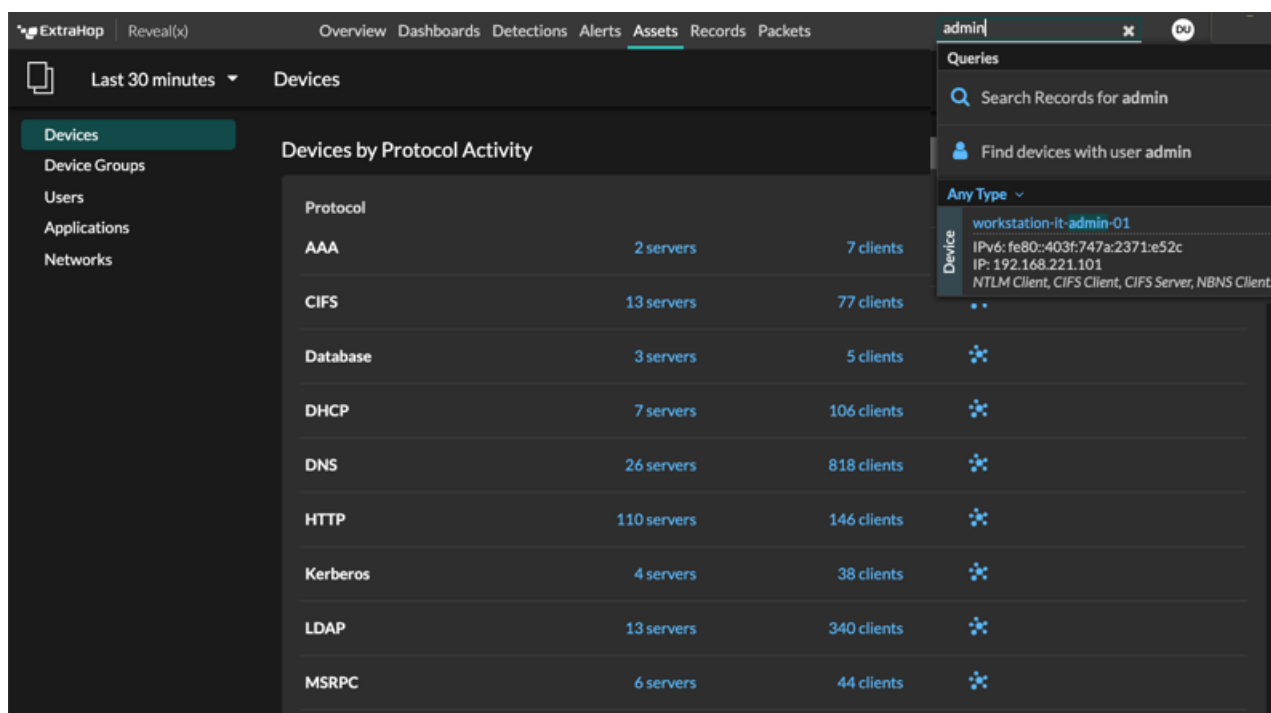 ExtraHop Reveal(x) Overview Dashboards Detections Alerts Assets Records Packets admin DU
Last 30 minutes Devices
Queries
Search Records for admin
Find devices with user admin
Any Type
Device
workstation-it-admin-01
IPv6: fe80::403f:747a:2371:e52c
IP: 192.168.221.101
NTLM Client, CIFS Client, CIFS Server, NBNS Client,
Devices
Device Groups
Users
Applications
Networks
Devices by Protocol Activity
Protocol
AAA 2 servers 7 clients
CIFS 13 servers 77 clients
Database 3 servers 5 clients
DHCP 7 servers 106 clients
DNS 26 servers 818 clients
HTTP 110 servers 146 clients
Kerberos 4 servers 38 clients
LDAP 13 servers 340 clients
MSRPC 6 servers 44 clients